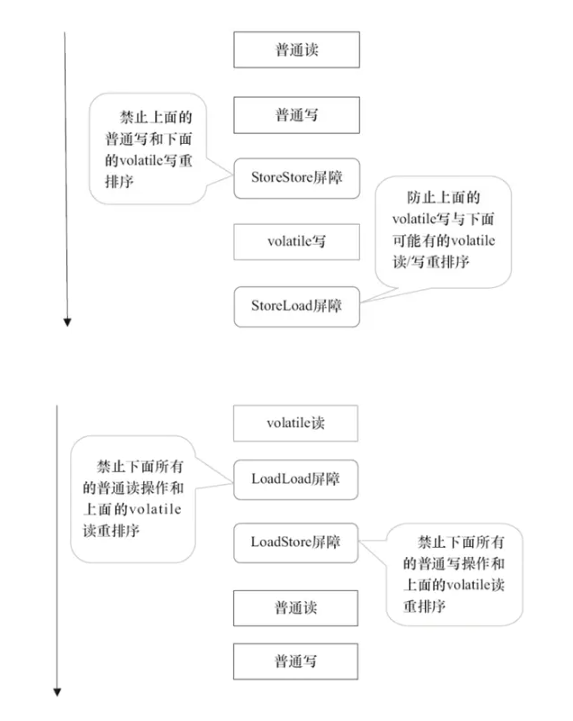 普通读
普通写
禁止上面的
普通写和下面
的volatile写重
排序
StoreStore屏障
防止上面的
volatile写与下面
可能有的volatile
读/写重排序
volatile写
StoreLoad屏障
volatile读
禁止下面所有
的普通读操作和
上面的volatile
读重排序
LoadLoad屏障
LoadStore屏障
禁止下面所有
的普通写操作和
上面的volatile读
重排序
普通读
普通写